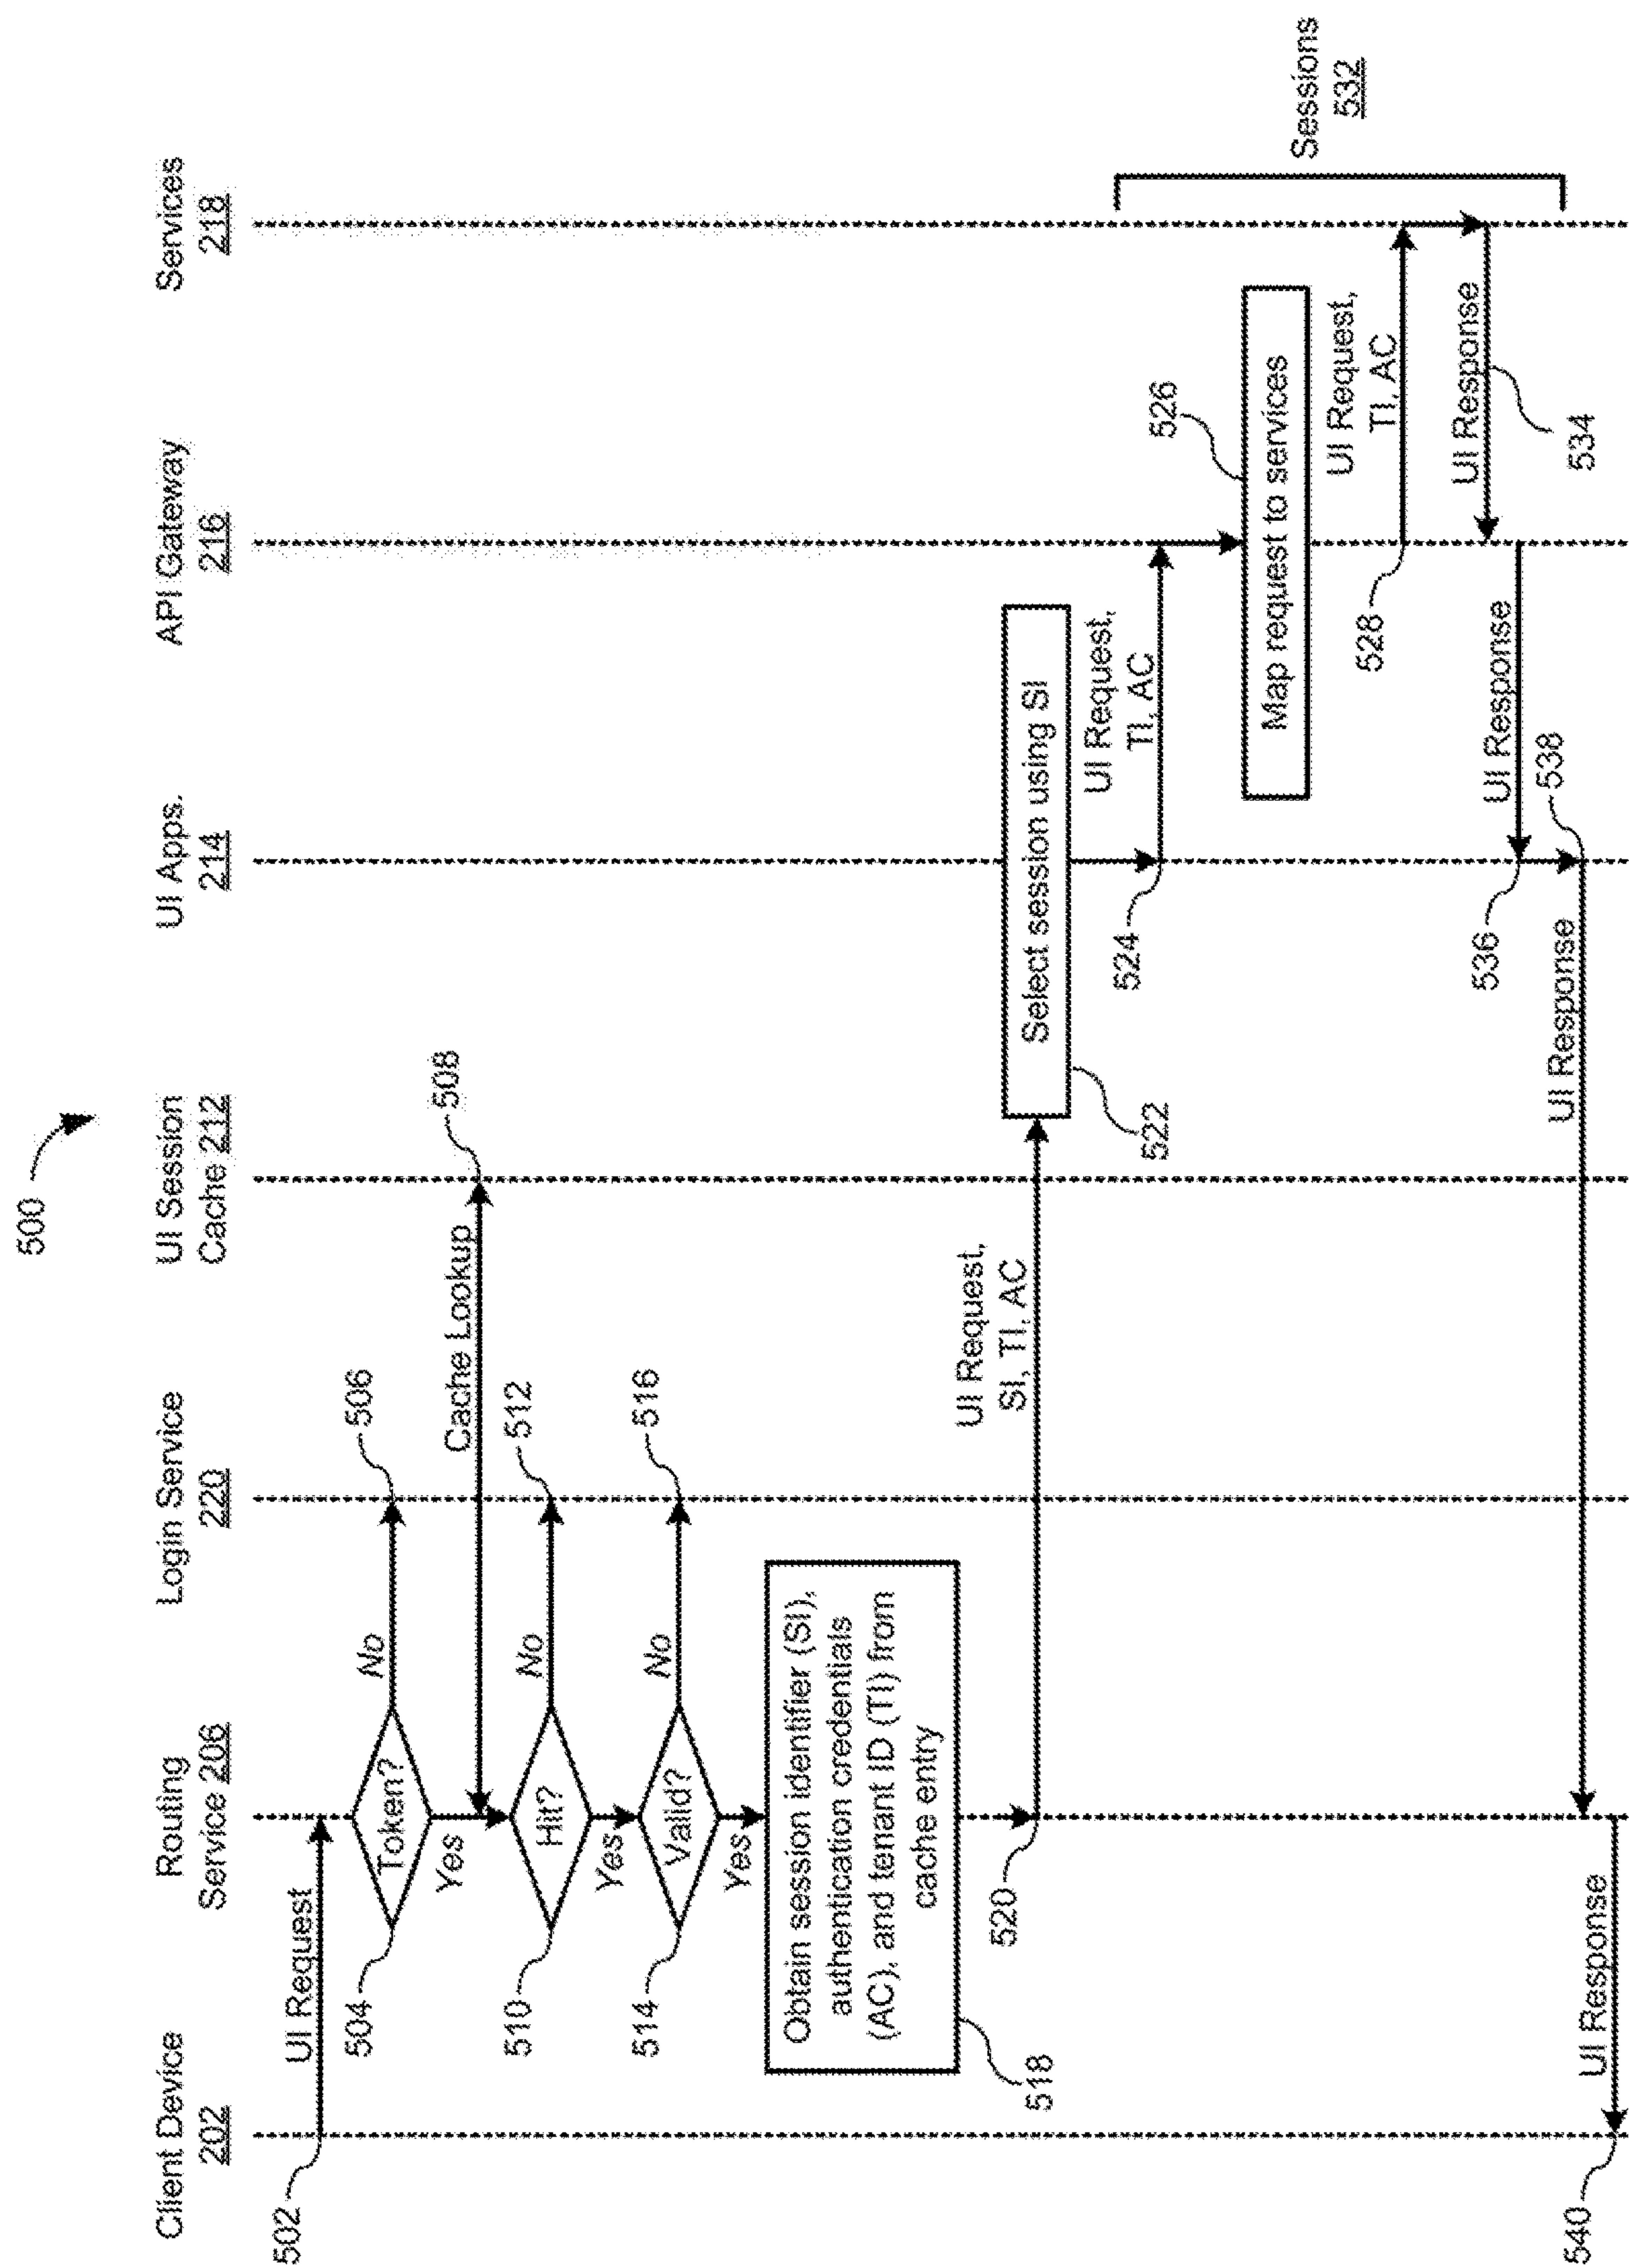 500
Client Device
202
Routing
Service 206
Login Service
220
UI Session
Cache 212
UI Apps.
214
API Gateway
216
Services
218
502
UI Request
504
Token?
No
506
Yes
Cache Lookup
508
510
Hit?
No
512
Yes
514
Valid?
No
516
Yes
Obtain session identifier (SI),
authentication credentials
(AC), and tenant ID (TI) from
cache entry
518
520
UI Request,
SI, TI, AC
Select session using SI
522
UI Request,
TI, AC
524
526
Map request to services
UI Request,
TI, AC
528
Sessions
532
UI Response
534
UI Response
536
538
UI Response
UI Response
540